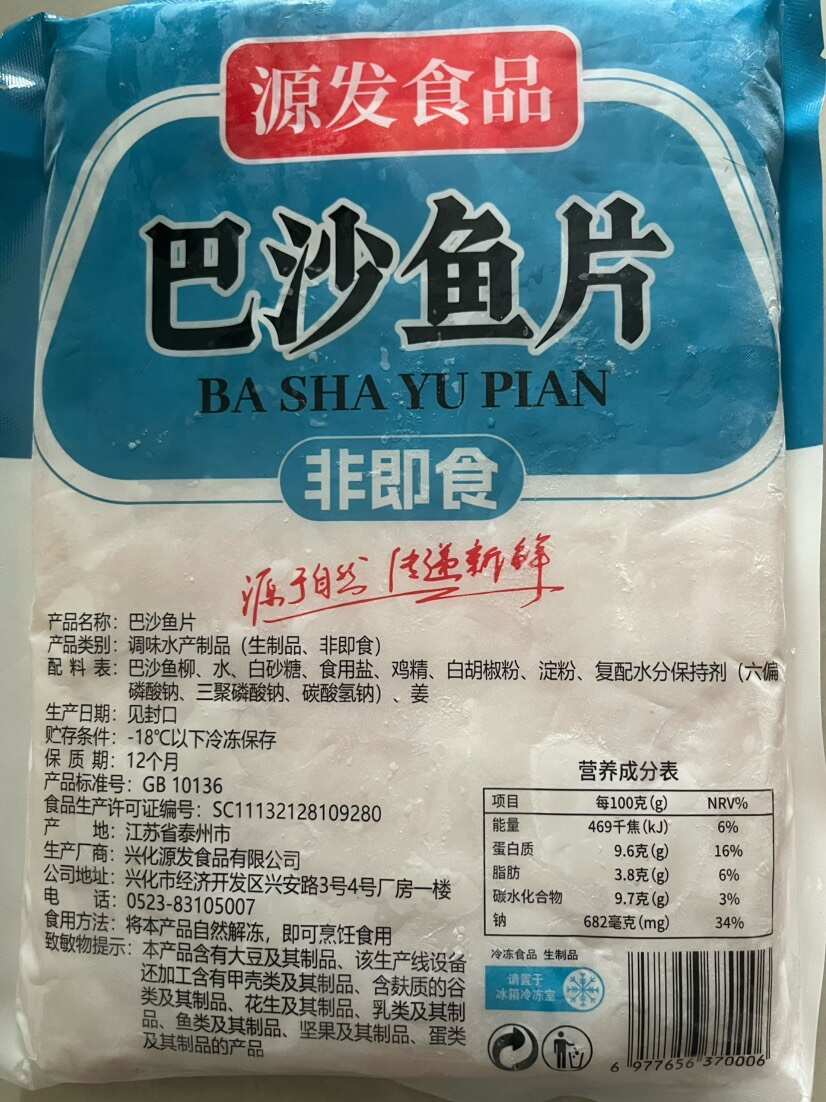 源发食品
巴沙鱼片
BA SHA YU PIAN
非即食
源于自然 传递新鲜
产品名称：巴沙鱼片
产品类别：调味水产制品（生制品、非即食）
配 料 表：巴沙鱼柳、水、白砂糖、食用盐、鸡精、白胡椒粉、淀粉、复配水分保持剂（六偏
磷酸钠、三聚磷酸钠、碳酸氢钠）、姜
生产日期：见封口
贮存条件：-18℃以下冷冻保存
保 质 期：12个月
产品标准号：GB 10136
食品生产许可证编号：SC11132128109280
产 地：江苏省泰州市
生产厂商：兴化源发食品有限公司
公司地址：兴化市经济开发区兴安路3号4号厂房一楼
电 话：0523-83105007
食用方法：将本产品自然解冻，即可烹饪食用
致敏物提示：本产品含有大豆及其制品、该生产线设备
还加工含有甲壳类及其制品、含麸质的谷
类及其制品、花生及其制品、乳类及其制
品、鱼类及其制品、坚果及其制品、蛋类
及其制品的产品
营养成分表
项目 每100克(g) NRV%
能量 469千焦(kJ) 6%
蛋白质 9.6克(g) 16%
脂肪 3.8克(g) 6%
碳水化合物 9.7克(g) 3%
钠 682毫克(mg) 34%
冷冻食品 生制品
请置于
冰箱冷冻室
6 977656 370006